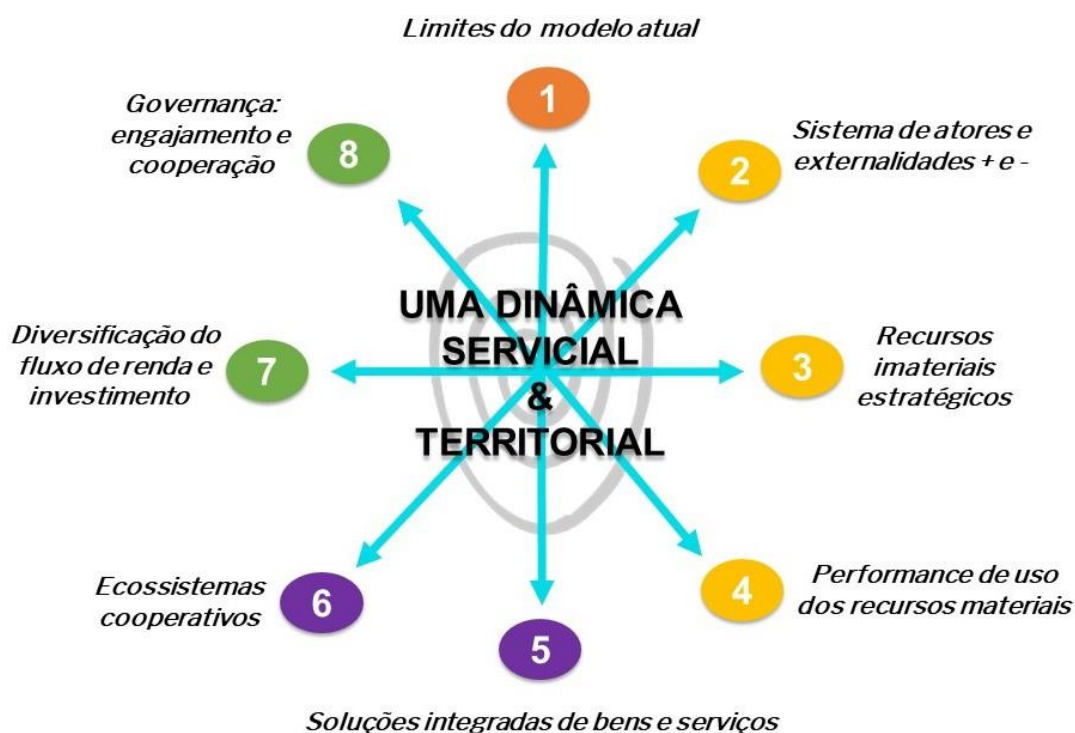 Limites do modelo atual
1
Sistema de atores e
externalidades + e -
2
Recursos
imateriais
estratégicos
3
Performance de uso
dos recursos materiais
4
5
Soluções integradas de bens e serviços
Ecossistemas
cooperativos
6
Diversificação do
fluxo de renda e
investimento
7
Governança:
engajamento e
cooperação
8
UMA DINÂMICA
SERVICIAL
&
TERRITORIAL